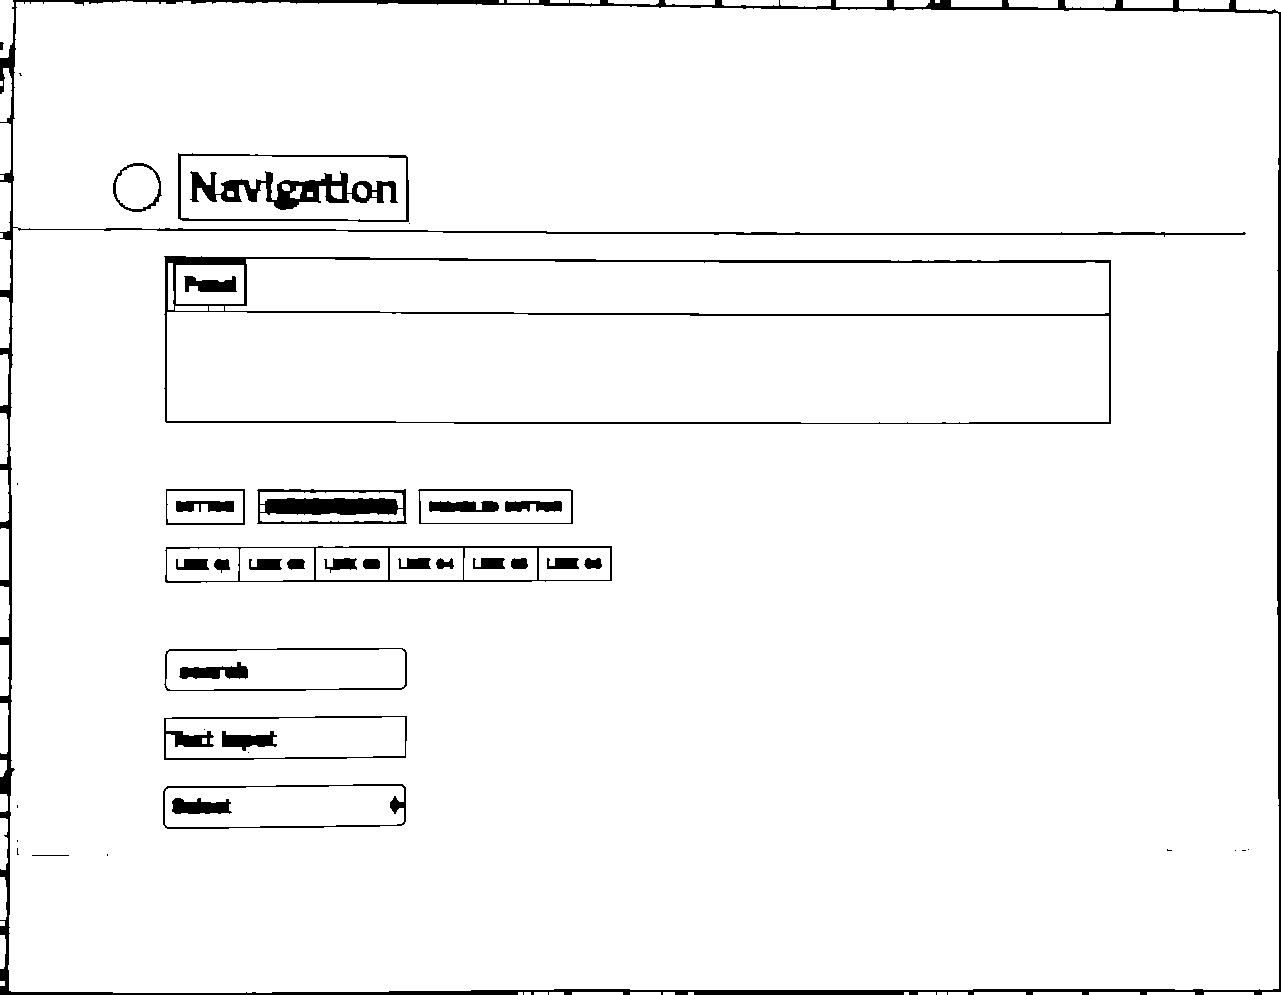 Navigation
Panel
BUTTON DISABLED BUTTON
LINK 01 LINK 02 LINK 03 LINK 04 LINK 05 LINK 06
search
Text Input
Select